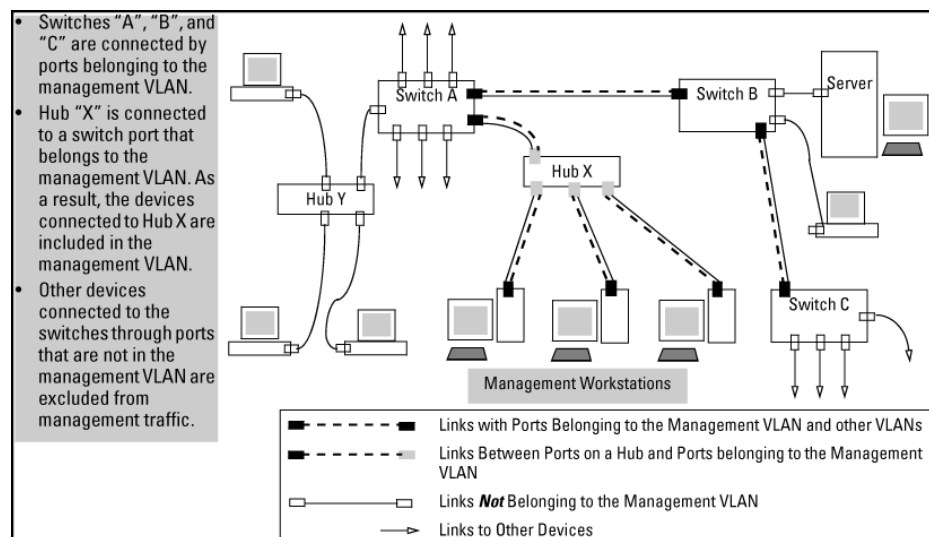 • Switches “A”, “B”, and
“C” are connected by
ports belonging to the
management VLAN.
• Hub “X” is connected
to a switch port that
belongs to the
management VLAN. As
a result, the devices
connected to Hub X are
included in the
management VLAN.
• Other devices
connected to the
switches through ports
that are not in the
management VLAN are
excluded from
management traffic.
Switch A
Switch B
Server
Hub Y
Hub X
Switch C
Management Workstations
Links with Ports Belonging to the Management VLAN and other VLANs
Links Between Ports on a Hub and Ports belonging to the Management
VLAN
Links Not Belonging to the Management VLAN
Links to Other Devices